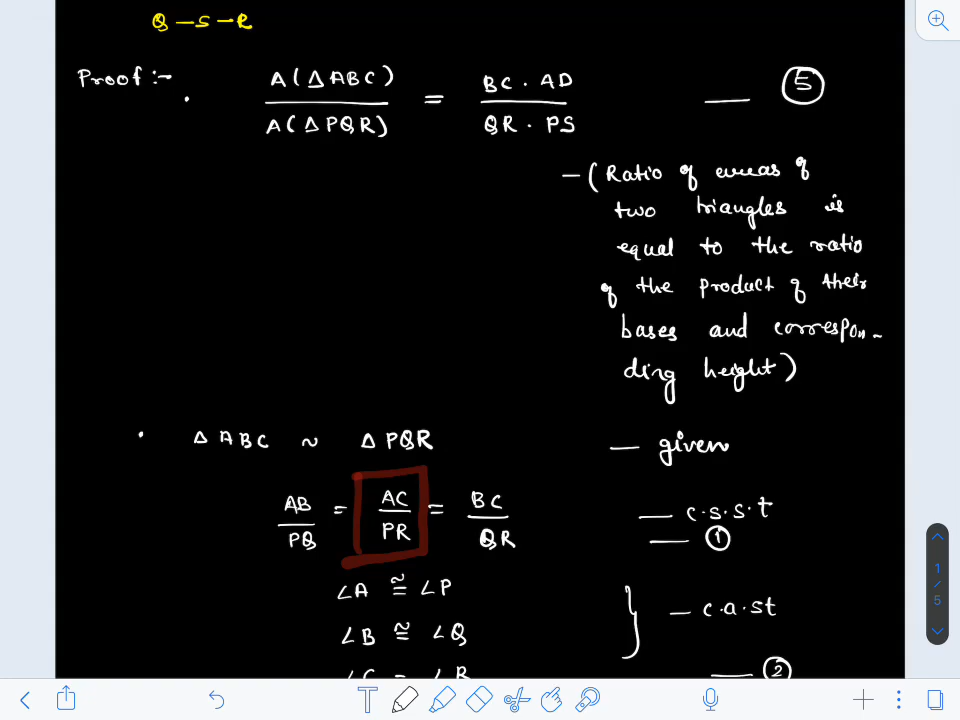 Q - S - R
Proof :- . A(△ABC) / A(△PQR) = BC . AD / QR . PS — ⑤
- (Ratio of areas of
two triangles is
equal to the ratio
of the product of their
bases and correspon-
ding height)
. △ABC ~ △PQR — given
AB/PQ = AC/PR = BC/QR — c.s.s.t
— ①
∠A ≅ ∠P
∠B ≅ ∠Q } — c.a.st
∠C = ∠R
— ②
1
/
5
T